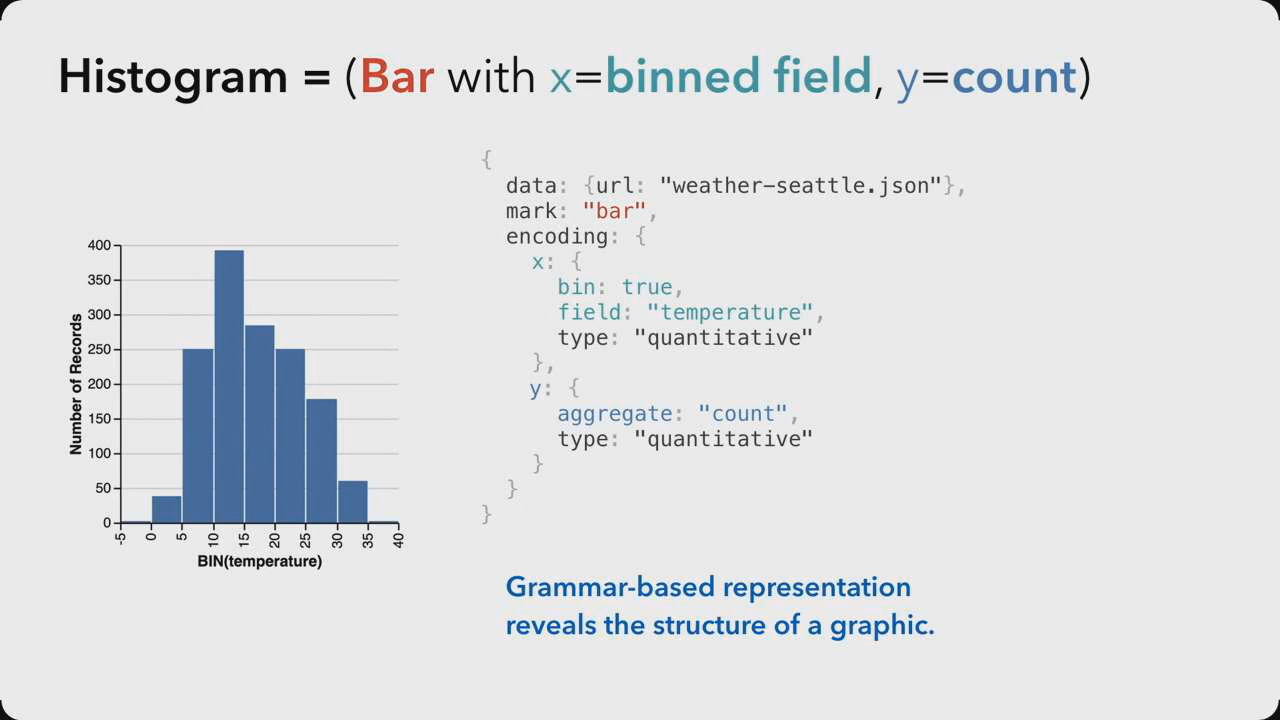 Histogram = (Bar with x=binned field, y=count)
{
data: {url: "weather-seattle.json"},
mark: "bar",
encoding: {
x: {
bin: true,
field: "temperature",
type: "quantitative"
},
y: {
aggregate: "count",
type: "quantitative"
}
}
}
Number of Records
400
350
300
250
200
150
100
50
0
-5 0 5 10 15 20 25 30 35 40
BIN(temperature)
Grammar-based representation
reveals the structure of a graphic.